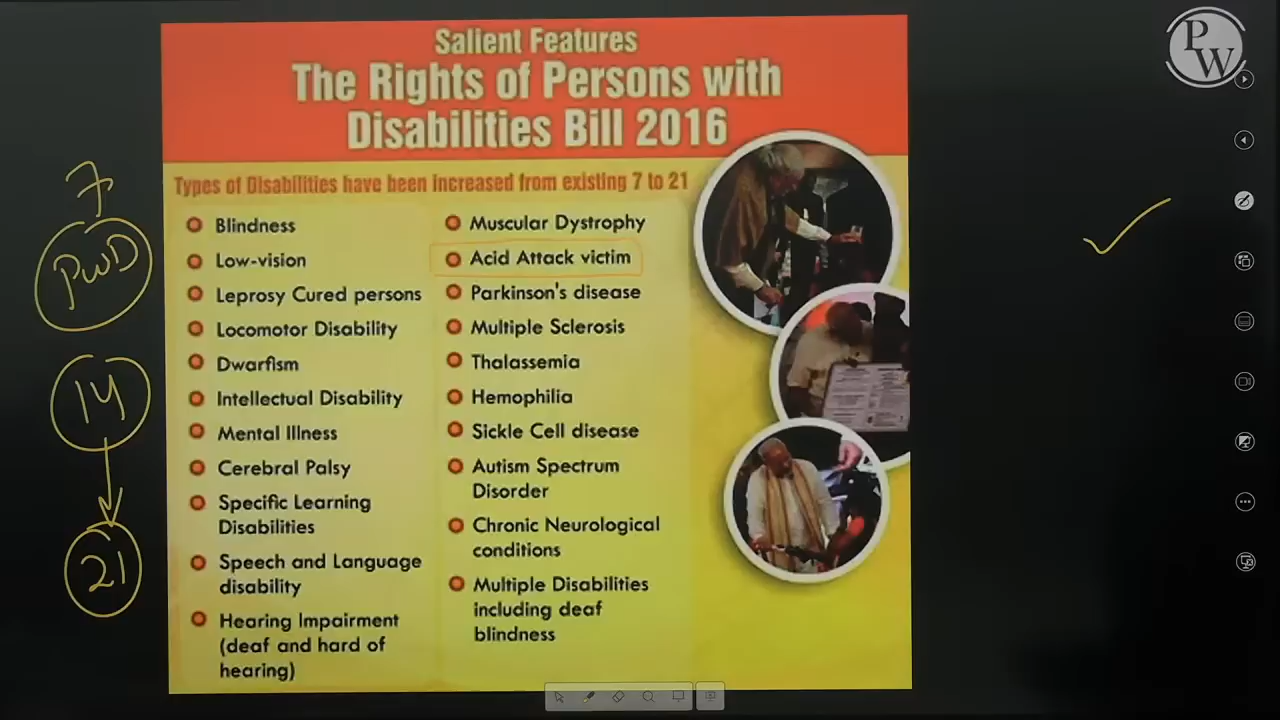 Salient Features
The Rights of Persons with
Disabilities Bill 2016
Types of Disabilities have been increased from existing 7 to 21
Blindness
Low-vision
Leprosy Cured persons
Locomotor Disability
Dwarfism
Intellectual Disability
Mental Illness
Cerebral Palsy
Specific Learning
Disabilities
Speech and Language
disability
Hearing Impairment
(deaf and hard of
hearing)
Muscular Dystrophy
Acid Attack victim
Parkinson's disease
Multiple Sclerosis
Thalassemia
Hemophilia
Sickle Cell disease
Autism Spectrum
Disorder
Chronic Neurological
conditions
Multiple Disabilities
including deaf
blindness
7
PWD
14
21
PW